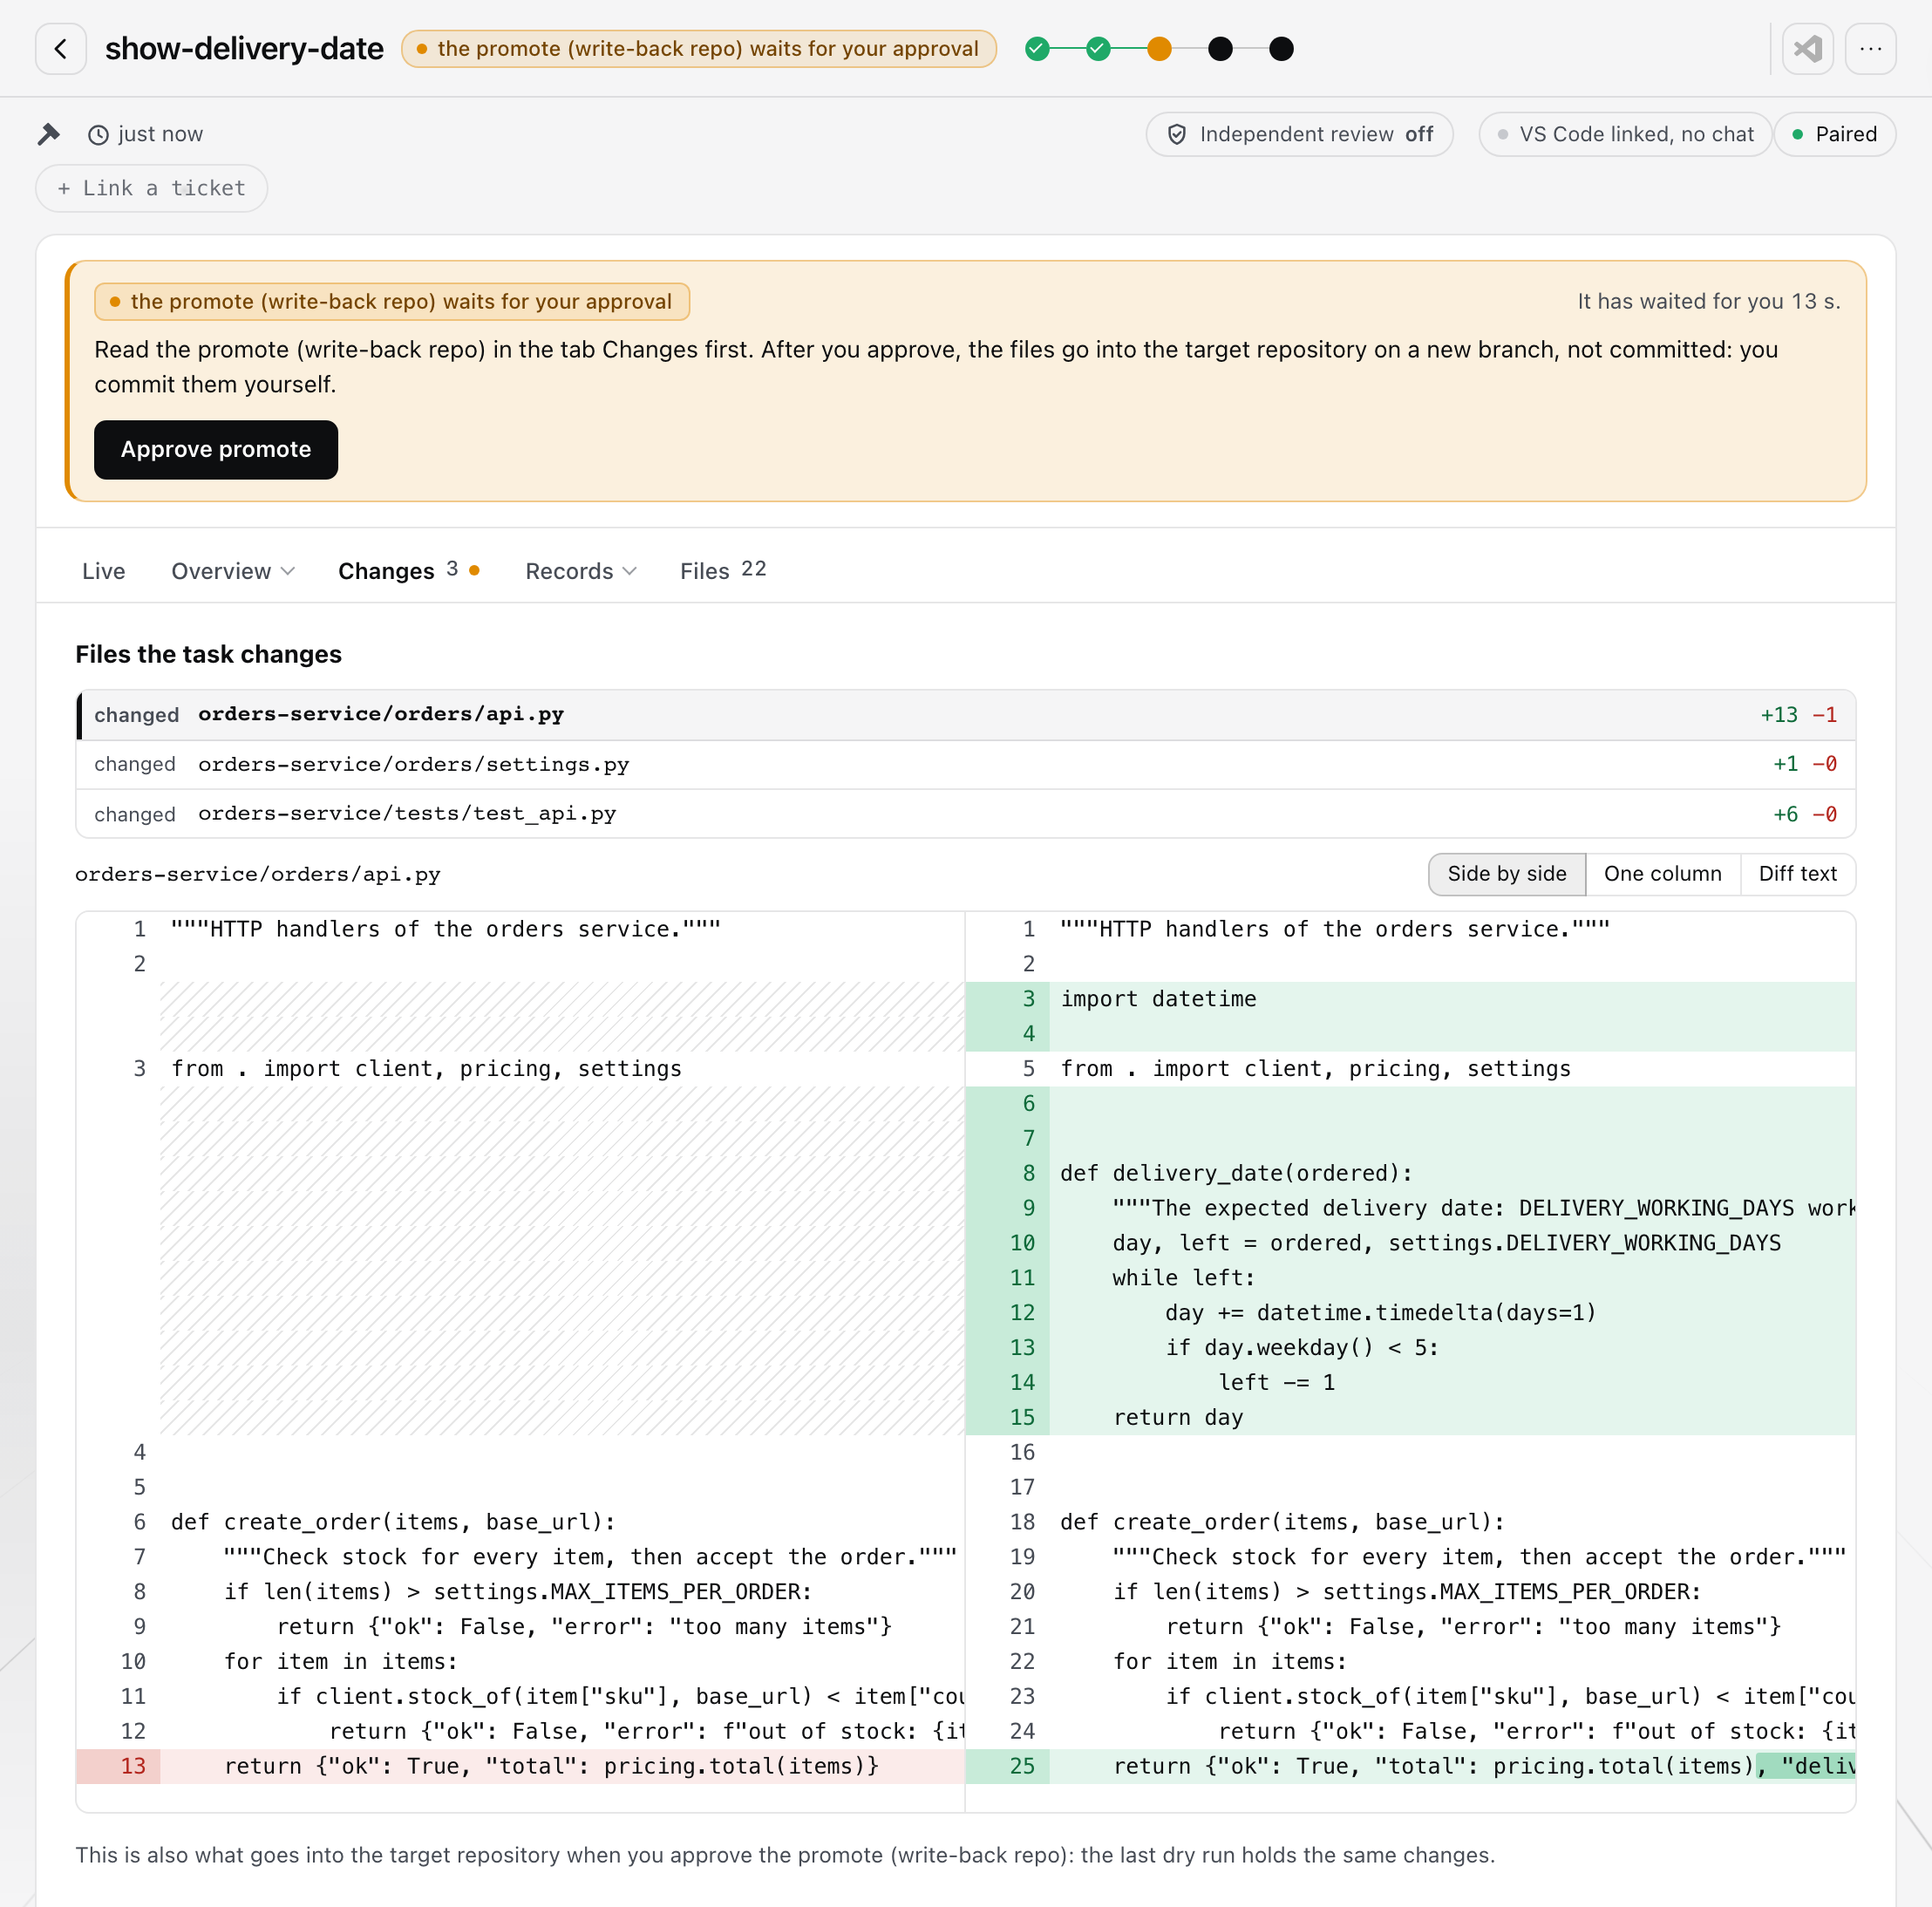 show-delivery-date
the promote (write-back repo) waits for your approval
just now
Independent review off
VS Code linked, no chat
Paired
+ Link a ticket
the promote (write-back repo) waits for your approval
It has waited for you 13 s.
Read the promote (write-back repo) in the tab Changes first. After you approve, the files go into the target repository on a new branch, not committed: you
commit them yourself.
Approve promote
Live
Overview
Changes 3
Records
Files 22
Files the task changes
changed orders-service/orders/api.py +13 −1
changed orders-service/orders/settings.py +1 −0
changed orders-service/tests/test_api.py +6 −0
orders-service/orders/api.py
Side by side
One column
Diff text
1 """HTTP handlers of the orders service."""
2
3 from . import client, pricing, settings
4
5
6 def create_order(items, base_url):
7 """Check stock for every item, then accept the order."""
8 if len(items) > settings.MAX_ITEMS_PER_ORDER:
9 return {"ok": False, "error": "too many items"}
10 for item in items:
11 if client.stock_of(item["sku"], base_url) < item["cou
12 return {"ok": False, "error": f"out of stock: {it
13 return {"ok": True, "total": pricing.total(items)}
1 """HTTP handlers of the orders service."""
2
3 import datetime
4
5 from . import client, pricing, settings
6
7
8 def delivery_date(ordered):
9 """The expected delivery date: DELIVERY_WORKING_DAYS work
10 day, left = ordered, settings.DELIVERY_WORKING_DAYS
11 while left:
12 day += datetime.timedelta(days=1)
13 if day.weekday() < 5:
14 left -= 1
15 return day
16
17
18 def create_order(items, base_url):
19 """Check stock for every item, then accept the order."""
20 if len(items) > settings.MAX_ITEMS_PER_ORDER:
21 return {"ok": False, "error": "too many items"}
22 for item in items:
23 if client.stock_of(item["sku"], base_url) < item["cou
24 return {"ok": False, "error": f"out of stock: {it
25 return {"ok": True, "total": pricing.total(items), "deliv
This is also what goes into the target repository when you approve the promote (write-back repo): the last dry run holds the same changes.